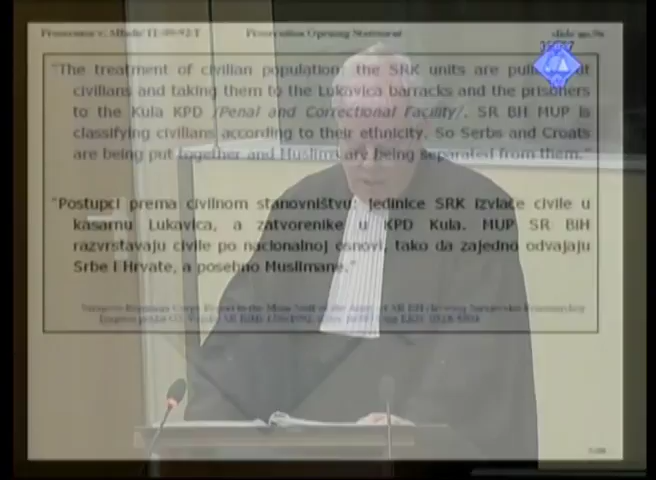 Prosecutor v. Mladic IT-09-92-T
Prosecution Opening Statement
slide no.
"The treatment of civilian population: the SRK units are pulling out
civilians and taking them to the Lukavica barracks and the prisoners
to the Kula KPD /Penal and Correctional Facility/. SR BH MUP is
classifying civilians according to their ethnicity. So Serbs and Croats
are being put together and Muslims are being separated from them."
"Postupci prema civilnom stanovništvu: jedinice SRK izvlače civile u
kasarnu Lukavica, a zatvorenike u KPD Kula. MUP SR BiH
razvrstavaju civile po nacionalnoj osnovi, tako da zajedno odvajaju
Srbe i Hrvate, a posebno Muslimane."